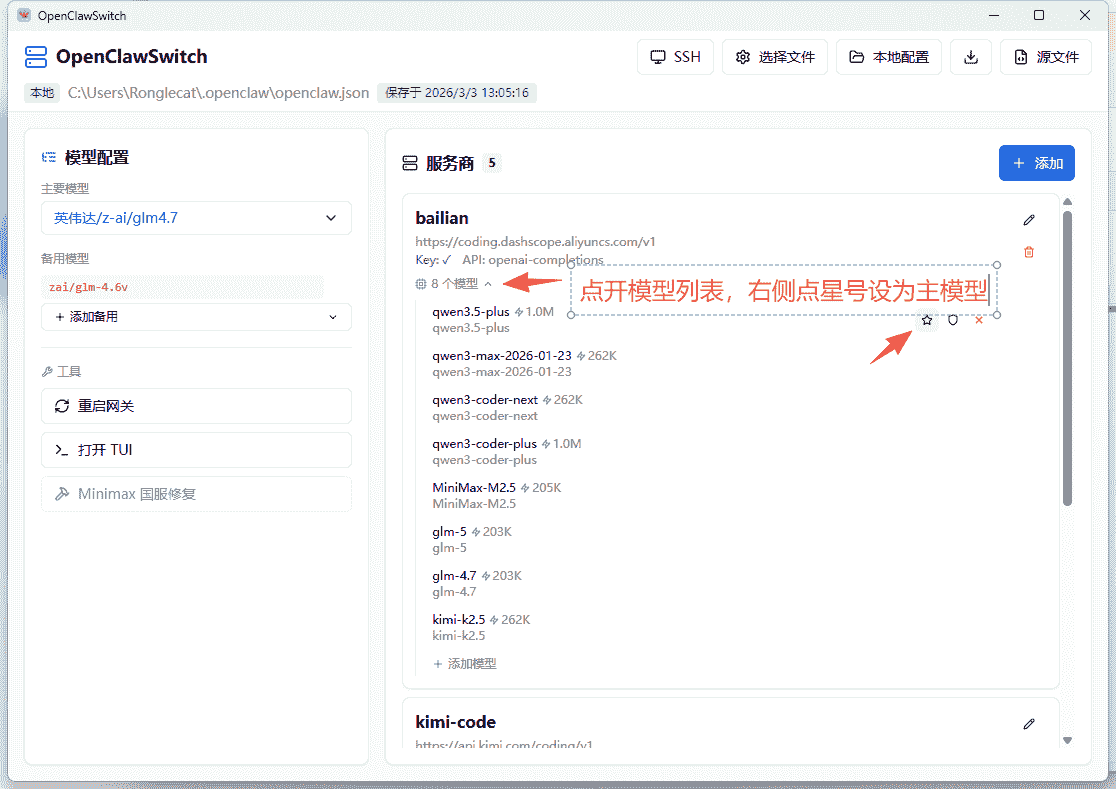 OpenClawSwitch
OpenClawSwitch
SSH
选择文件
本地配置
源文件
本地 C:\Users\Ronglecat\.openclaw\openclaw.json 保存于 2026/3/3 13:05:16
模型配置
主要模型
英伟达/z-ai/glm4.7
备用模型
zai/glm-4.6v
+ 添加备用
工具
重启网关
>_ 打开 TUI
Minimax 国服修复
服务商 5
+ 添加
bailian
https://coding.dashscope.aliyuncs.com/v1
Key: ✓ API: openai-completions
8 个模型
点开模型列表，右侧点星号设为主模型
qwen3.5-plus 1.0M
qwen3.5-plus
qwen3-max-2026-01-23 262K
qwen3-max-2026-01-23
qwen3-coder-next 262K
qwen3-coder-next
qwen3-coder-plus 1.0M
qwen3-coder-plus
MiniMax-M2.5 205K
MiniMax-M2.5
glm-5 203K
glm-5
glm-4.7 203K
glm-4.7
kimi-k2.5 262K
kimi-k2.5
+ 添加模型
kimi-code
https://api.kimi.com/coding/v1